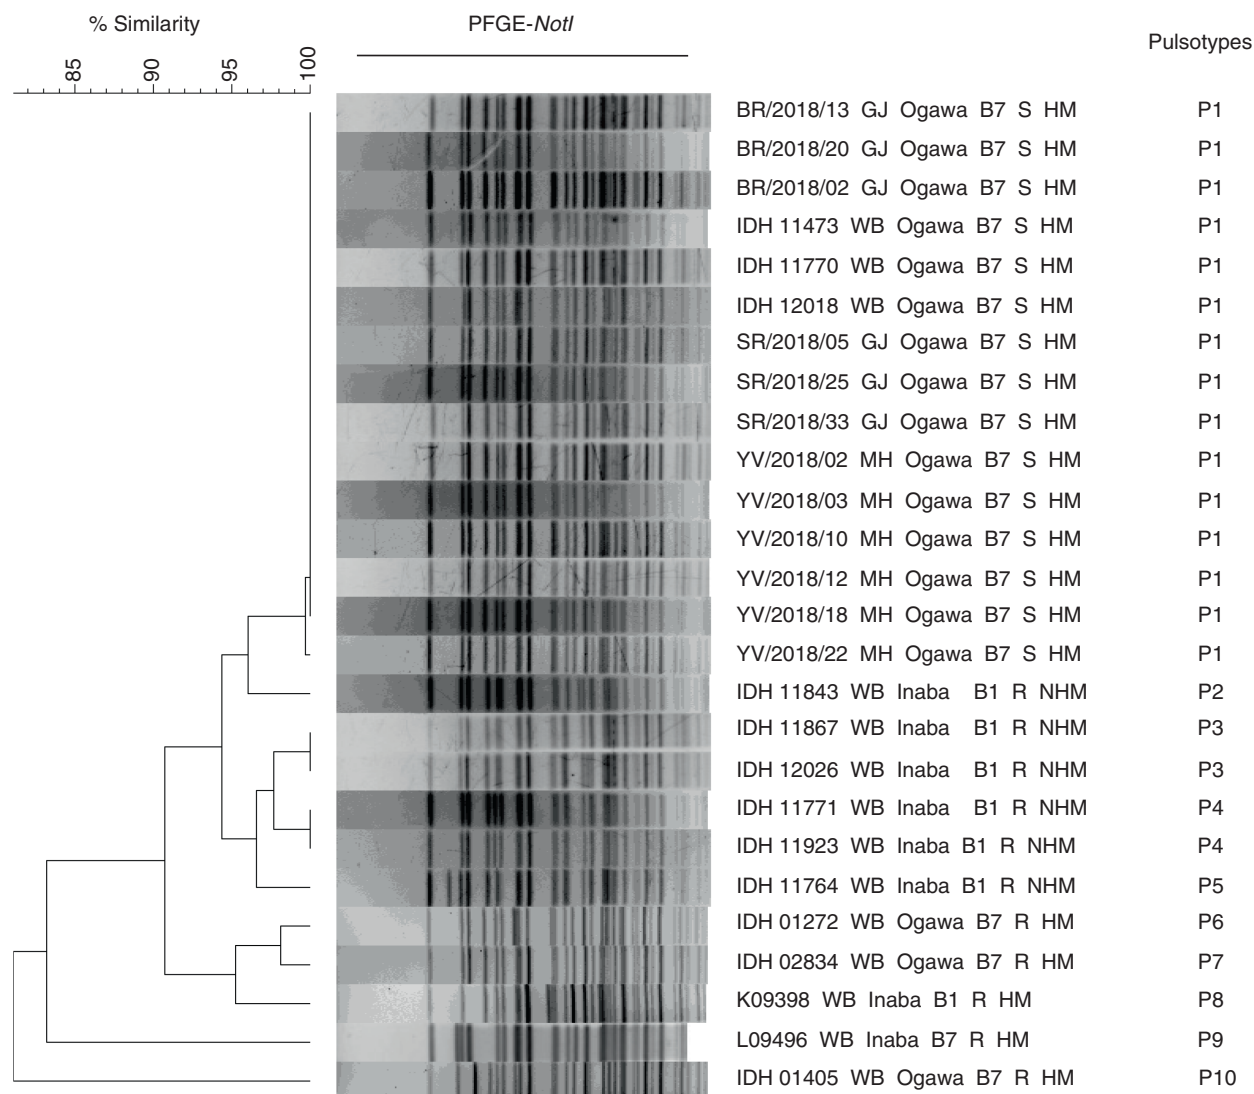 % Similarity
PFGE-NotI
Pulsotypes
85 90 95 100
BR/2018/13 GJ Ogawa B7 S HM P1
BR/2018/20 GJ Ogawa B7 S HM P1
BR/2018/02 GJ Ogawa B7 S HM P1
IDH 11473 WB Ogawa B7 S HM P1
IDH 11770 WB Ogawa B7 S HM P1
IDH 12018 WB Ogawa B7 S HM P1
SR/2018/05 GJ Ogawa B7 S HM P1
SR/2018/25 GJ Ogawa B7 S HM P1
SR/2018/33 GJ Ogawa B7 S HM P1
YV/2018/02 MH Ogawa B7 S HM P1
YV/2018/03 MH Ogawa B7 S HM P1
YV/2018/10 MH Ogawa B7 S HM P1
YV/2018/12 MH Ogawa B7 S HM P1
YV/2018/18 MH Ogawa B7 S HM P1
YV/2018/22 MH Ogawa B7 S HM P1
IDH 11843 WB Inaba B1 R NHM P2
IDH 11867 WB Inaba B1 R NHM P3
IDH 12026 WB Inaba B1 R NHM P3
IDH 11771 WB Inaba B1 R NHM P4
IDH 11923 WB Inaba B1 R NHM P4
IDH 11764 WB Inaba B1 R NHM P5
IDH 01272 WB Ogawa B7 R HM P6
IDH 02834 WB Ogawa B7 R HM P7
K09398 WB Inaba B1 R HM P8
L09496 WB Inaba B7 R HM P9
IDH 01405 WB Ogawa B7 R HM P10